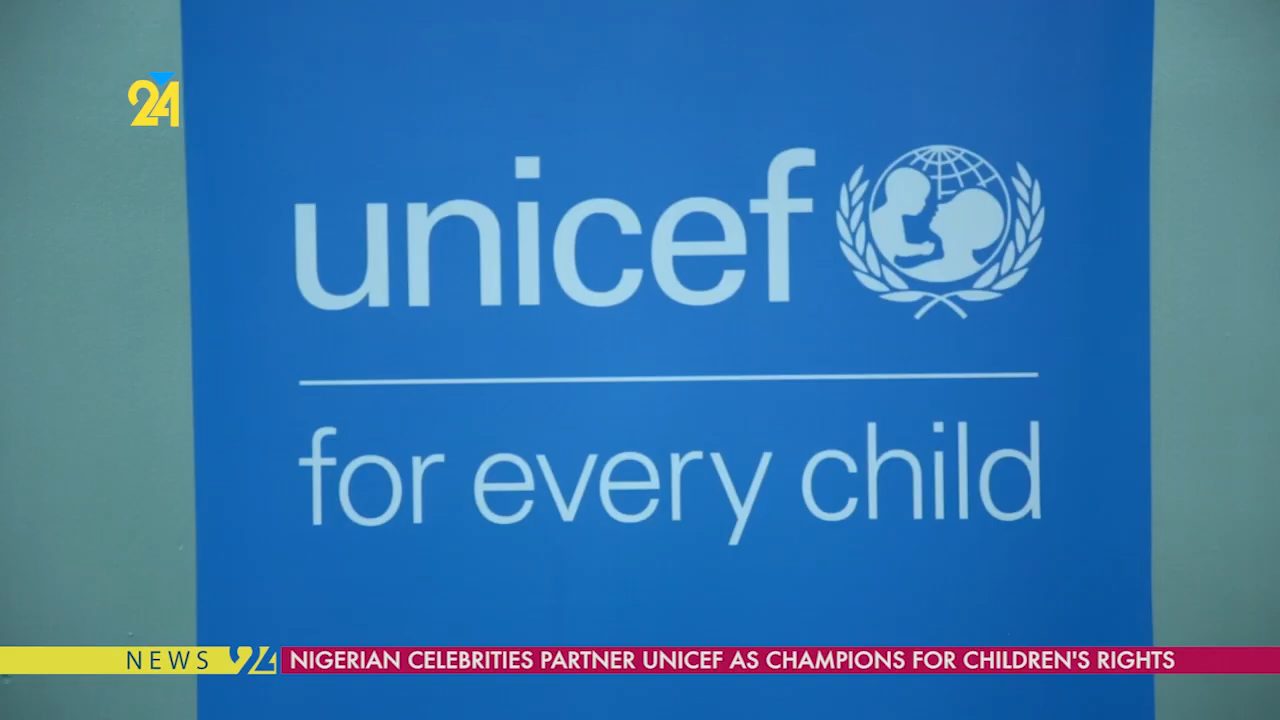 24
unicef
for every child
NEWS 24 NIGERIAN CELEBRITIES PARTNER UNICEF AS CHAMPIONS FOR CHILDREN'S RIGHTS